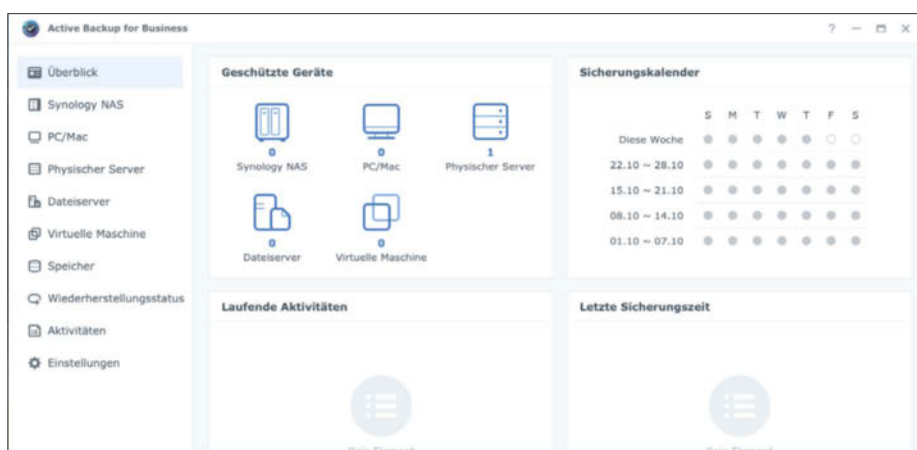 Active Backup for Business
?
Überblick
Synology NAS
PC/Mac
Physischer Server
Dateiserver
Virtuelle Maschine
Speicher
Wiederherstellungsstatus
Aktivitäten
Einstellungen
Geschützte Geräte
0
Synology NAS
0
PC/Mac
1
Physischer Server
0
Dateiserver
0
Virtuelle Maschine
Sicherungskalender
S M T W T F S
Diese Woche
22.10 ~ 28.10
15.10 ~ 21.10
08.10 ~ 14.10
01.10 ~ 07.10
Laufende Aktivitäten
Letzte Sicherungszeit